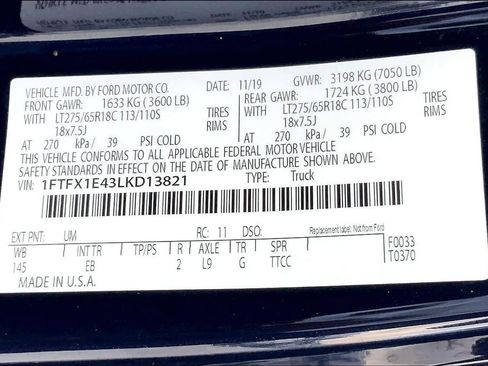 VEHICLE MFD. BY FORD MOTOR CO.
DATE: 11/19 GVWR: 3198 KG (7050 LB)
FRONT GAWR: 1633 KG (3600 LB)
REAR GAWR: 1724 KG (3800 LB)
WITH LT275/65R18C 113/110S TIRES
WITH LT275/65R18C 113/110S TIRES
18x7.5J RIMS
18x7.5J RIMS
AT 270 kPa/ 39 PSI COLD
AT 270 kPa/ 39 PSI COLD
THIS VEHICLE CONFORMS TO ALL APPLICABLE FEDERAL MOTOR VEHICLE
SAFETY STANDARDS IN EFFECT ON THE DATE OF MANUFACTURE SHOWN ABOVE.
VIN: 1FTFX1E43LKD13821 TYPE: Truck
Replacement label: Not from Ford
EXT PNT: UM RC: 11 DSO:
WB INT TR TP/PS R AXLE TR SPR
145 EB 2 L9 G TTCC
F0033
T0370
MADE IN U.S.A.